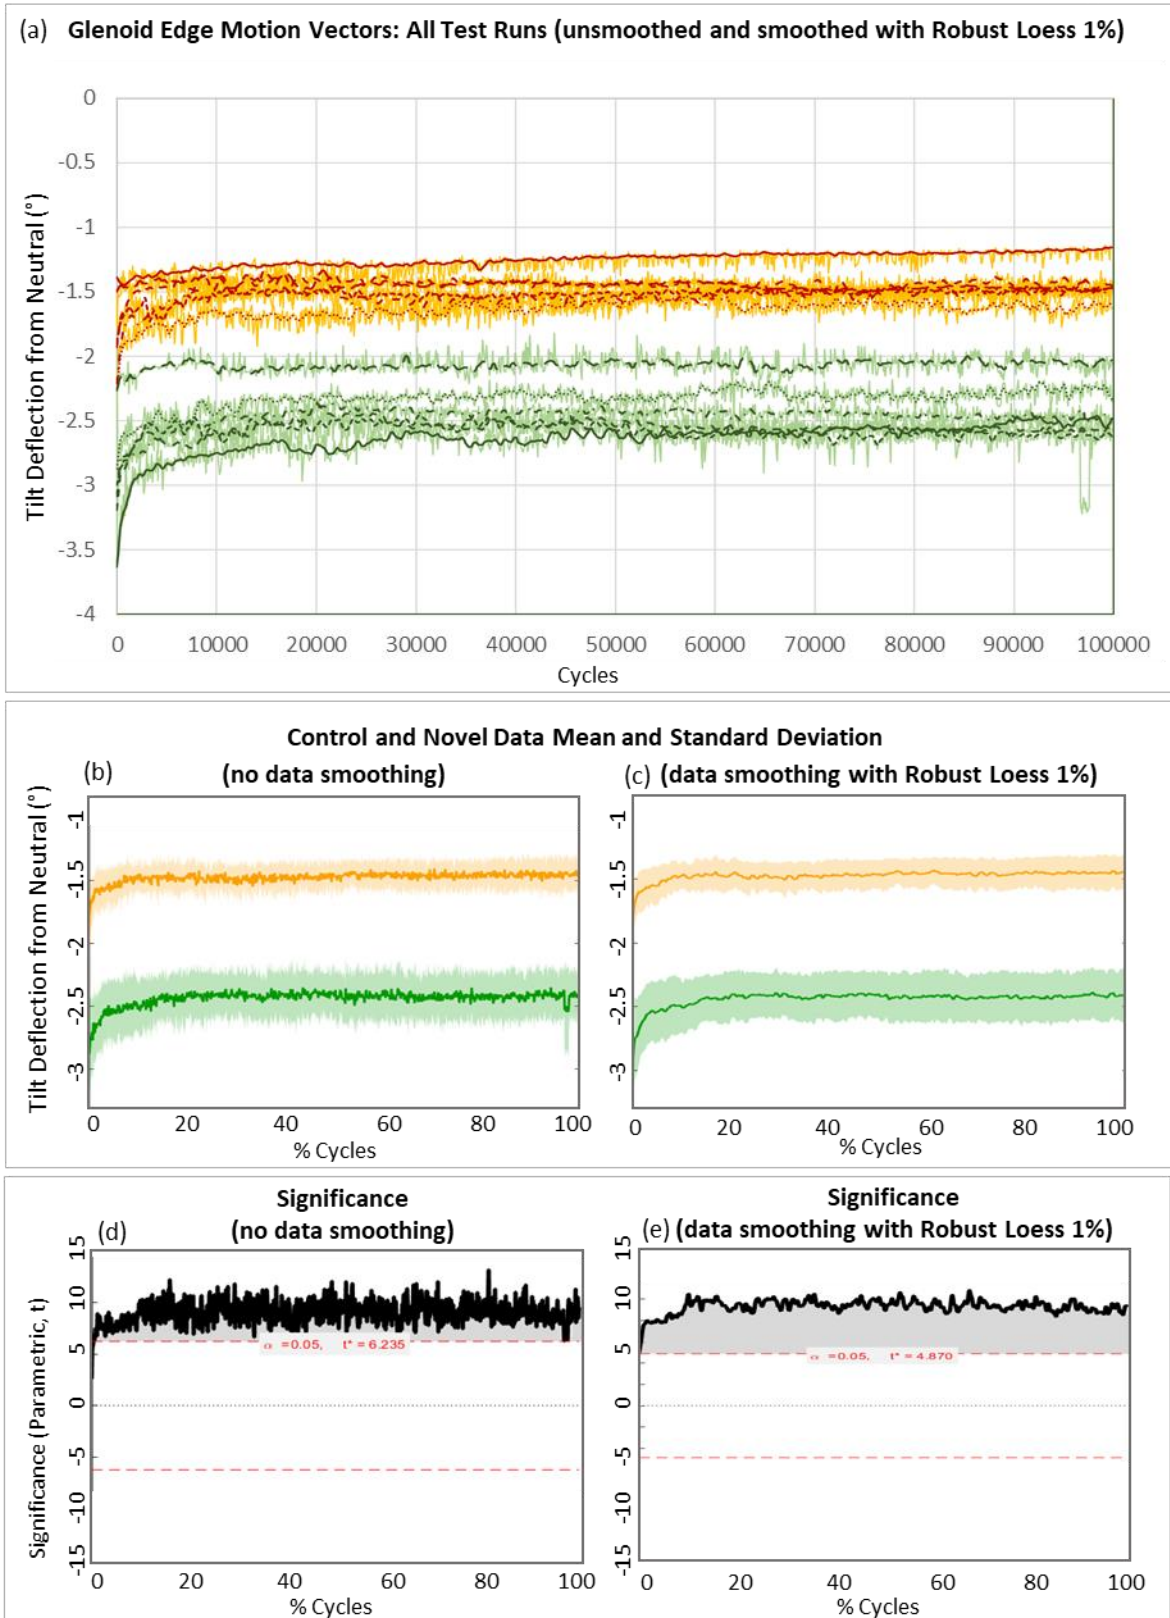 (a) Glenoid Edge Motion Vectors: All Test Runs (unsmoothed and smoothed with Robust Loess 1%)
Tilt Deflection from Neutral (°)
0
-0.5
-1
-1.5
-2
-2.5
-3
-3.5
-4
0 10000 20000 30000 40000 50000 60000 70000 80000 90000 100000
Cycles
Control and Novel Data Mean and Standard Deviation
(b) (no data smoothing)
Tilt Deflection from Neutral (°)
-1
-1.5
-2
-2.5
-3
0 20 40 60 80 100
% Cycles
(c) (data smoothing with Robust Loess 1%)
-1
-1.5
-2
-2.5
-3
0 20 40 60 80 100
% Cycles
Significance
(d) (no data smoothing)
Significance (Parametric, t)
15
10
5
0
-5
-10
-15
α =0.05, t* = 6.235
0 20 40 60 80 100
% Cycles
Significance
(e) (data smoothing with Robust Loess 1%)
15
10
5
0
-5
-10
-15
α =0.05, t* = 4.870
0 20 40 60 80 100
% Cycles